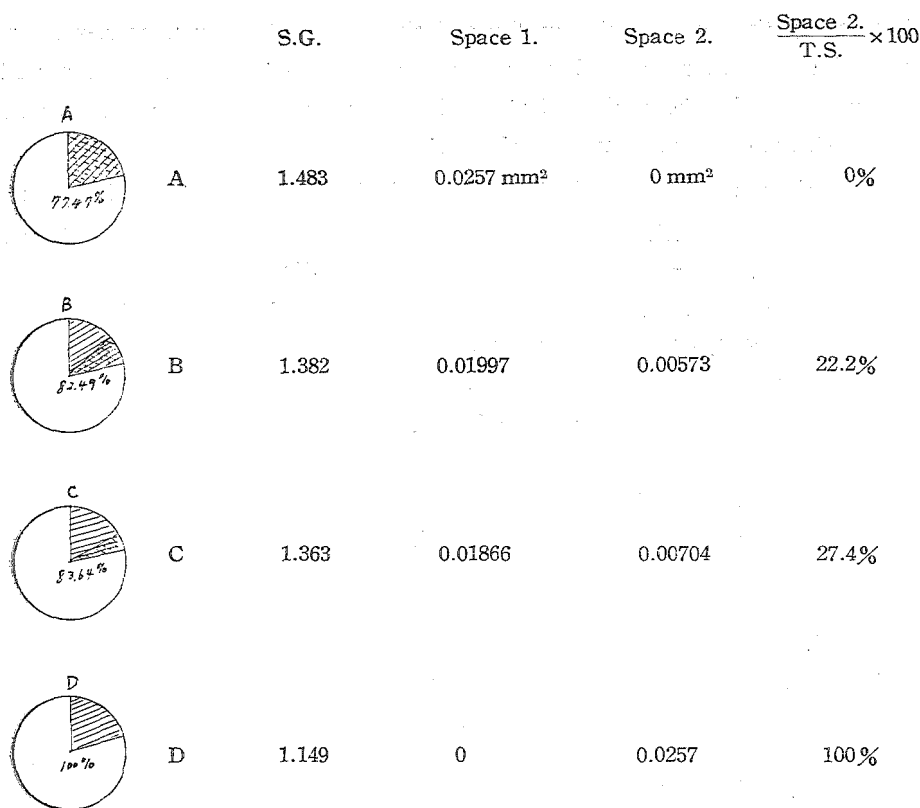 S.G. Space 1. Space 2. Space 2. / T.S. ×100
A
77.47%
A 1.483 0.0257 mm² 0 mm² 0%
B
82.49%
B 1.382 0.01997 0.00573 22.2%
C
83.64%
C 1.363 0.01866 0.00704 27.4%
D
100%
D 1.149 0 0.0257 100%